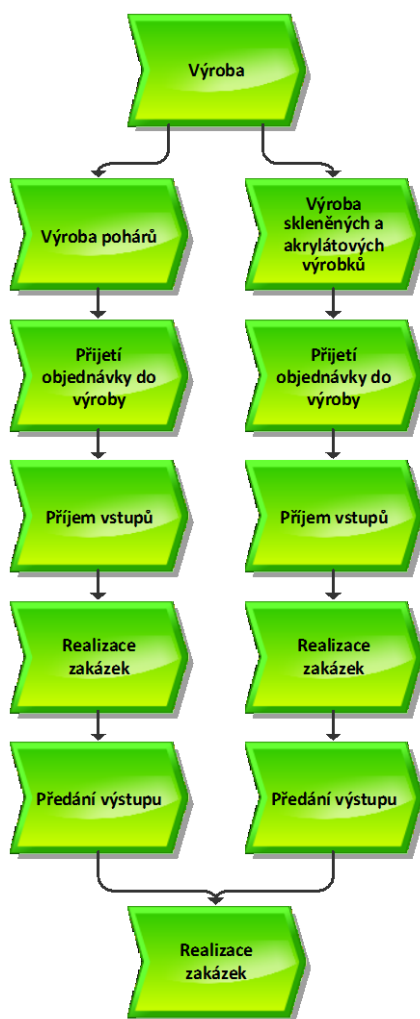 Výroba
Výroba pohárů
Výroba
skleněných a
akrylátových
výrobků
Přijetí
objednávky do
výroby
Přijetí
objednávky do
výroby
Příjem vstupů
Příjem vstupů
Realizace
zakázek
Realizace
zakázek
Předání výstupu
Předání výstupu
Realizace
zakázek